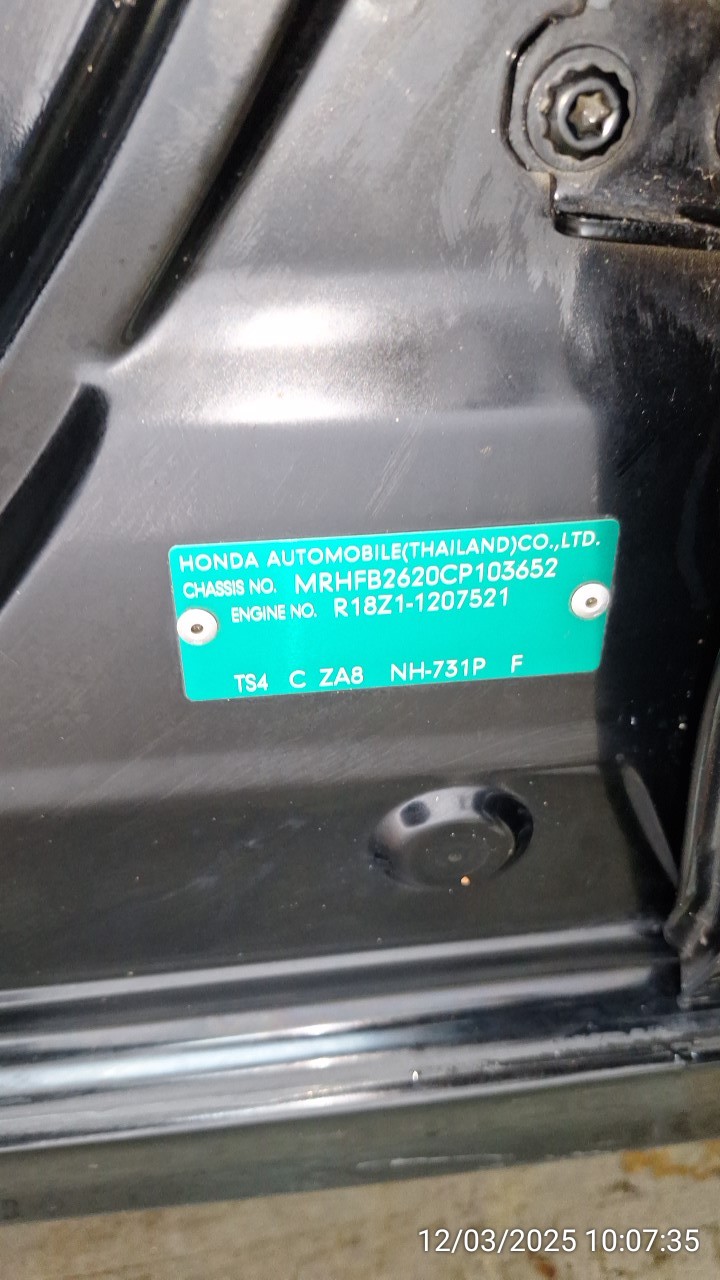 HONDA AUTOMOBILE(THAILAND)CO.,LTD.
CHASSIS NO. MRHFB2620CP103652
ENGINE NO. R18Z1-1207521
TS4 C ZA8 NH-731P F
12/03/2025 10:07:35